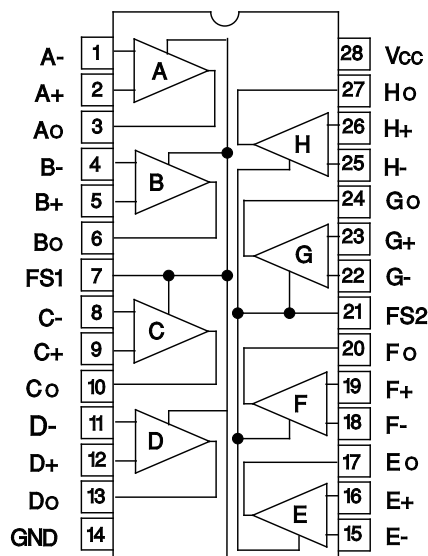 A- 1
A+ 2
Ao 3
B- 4
B+ 5
Bo 6
FS1 7
C- 8
C+ 9
Co 10
D- 11
D+ 12
Do 13
GND 14
A
B
C
D
28 Vcc
27 Ho
26 H+
25 H-
24 Go
23 G+
22 G-
21 FS2
20 Fo
19 F+
18 F-
17 Eo
16 E+
15 E-
H
G
F
E